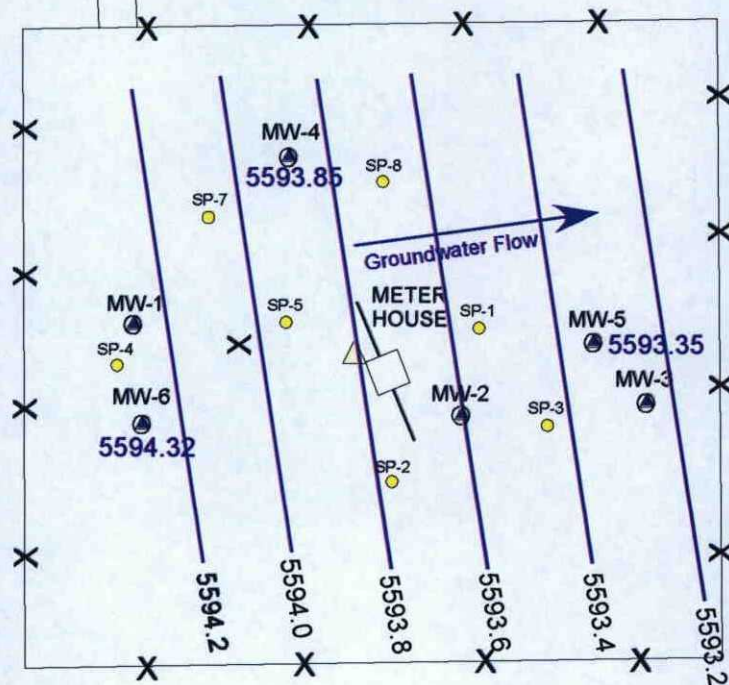 MW-4
5593.85
SP-8
SP-7
Groundwater Flow
METER
HOUSE
MW-1
SP-5
SP-1
MW-5
5593.35
SP-4
MW-3
MW-6
MW-2
SP-3
5594.32
SP-2
5594.2
5594.0
5593.8
5593.6
5593.4
5593.2